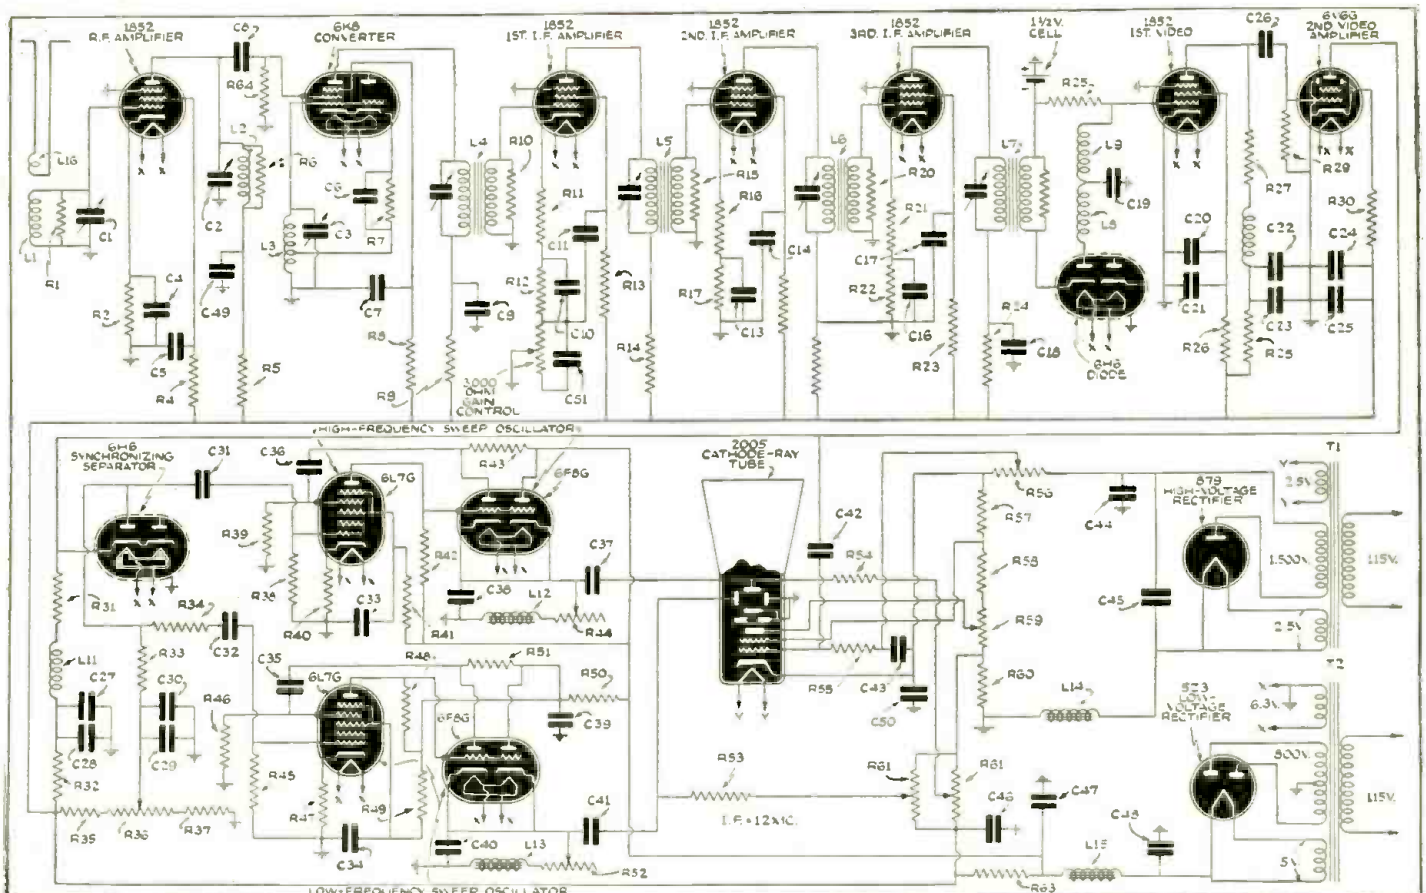 1852
R.F. AMPLIFIER
C8
6K8
CONVERTER
1852
1ST. I.F. AMPLIFIER
1852
2ND. I.F. AMPLIFIER
1852
3RD. I.F. AMPLIFIER
1½V.
CELL
1852
1ST. VIDEO
C26
6V6G
2ND. VIDEO
AMPLIFIER
R64
R25
L16
L2
R6
L4
R10
L5
R15
L6
R20
L7
L9
R29
R27
X X
X X
X X
X X
X X
X X
X X
L1
R1
C1
C2
C6
R7
L3
C3
R11
C11
R16
C14
R21
C17
C19
L8
C20
C22
C24
R30
R2
C4
C49
C7
C9
R12
C10
R13
R17
C13
R22
C16
R24
C18
C21
C23
C25
C5
R4
R5
R8
R9
3,000
OHM
GAIN
CONTROL
C51
R14
R23
X X
6H6
DIODE
R26
R28
HIGH-FREQUENCY SWEEP OSCILLATOR
6H6
SYNCHRONIZING
SEPARATOR
C31
C36
6L7G
R43
6F8G
2005
CATHODE-RAY
TUBE
R56
C44
879
HIGH-VOLTAGE
RECTIFIER
T1
Y
2.5V.
Y
R39
R42
C37
C42
R54
R57
R58
1,500V.
115V.
X X
X X
X X
R31
R34
R38
R40
C33
R41
C38
L12
R44
R59
C45
2.5V.
R33
C32
L11
C27
C30
R46
C35
6L7G
R48
R51
R50
R55
C43
R60
C50
L14
5Z3
LOW-
VOLTAGE
RECTIFIER
T2
X
6.3V.
X
6F8G
C39
Y Y
C28
C29
R32
R45
R47
R49
X X
X X
R53
R61
R61
800V.
115V.
R35
R36
R37
C34
C40
L13
C41
R52
I.F. = 12 MC.
C46
C47
C48
R63
L15
5V.
LOW-FREQUENCY SWEEP OSCILLATOR